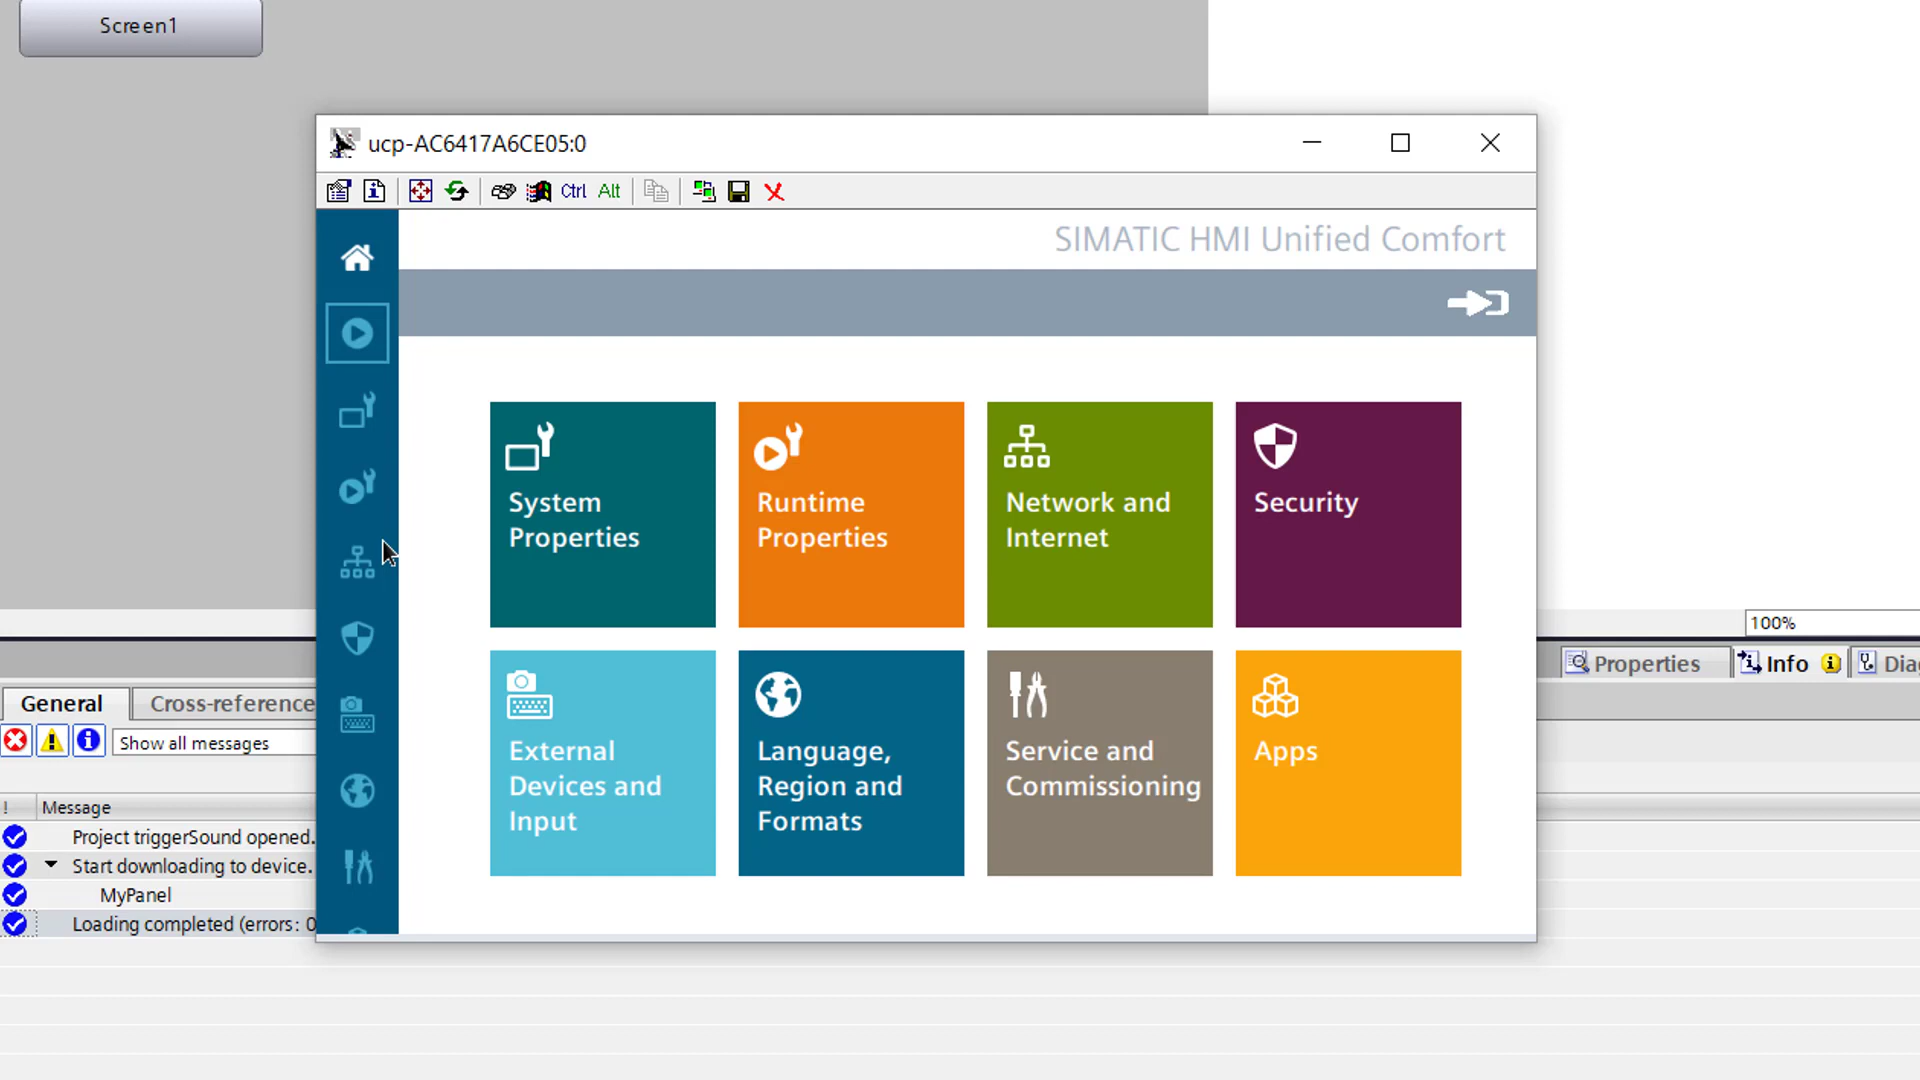 Screen1
ucp-AC6417A6CE05:0
Ctrl Alt
SIMATIC HMI Unified Comfort
System
Properties
Runtime
Properties
Network and
Internet
Security
External
Devices and
Input
Language,
Region and
Formats
Service and
Commissioning
Apps
100%
Properties
Info
Dia
General
Cross-reference
Show all messages
! Message
Project triggerSound opened.
Start downloading to device.
MyPanel
Loading completed (errors: 0